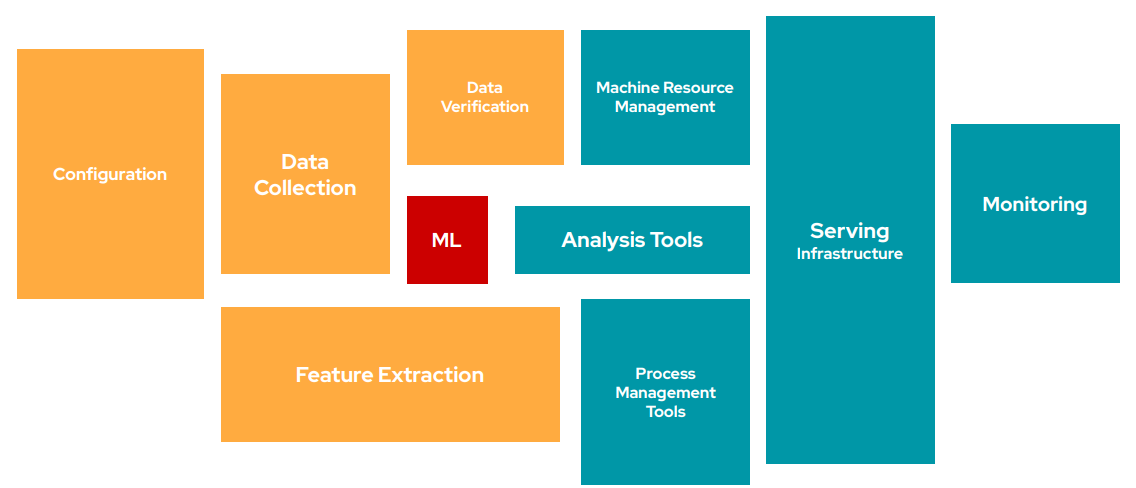 Configuration
Data
Collection
Data
Verification
Machine Resource
Management
ML
Analysis Tools
Feature Extraction
Process
Management
Tools
Serving
Infrastructure
Monitoring